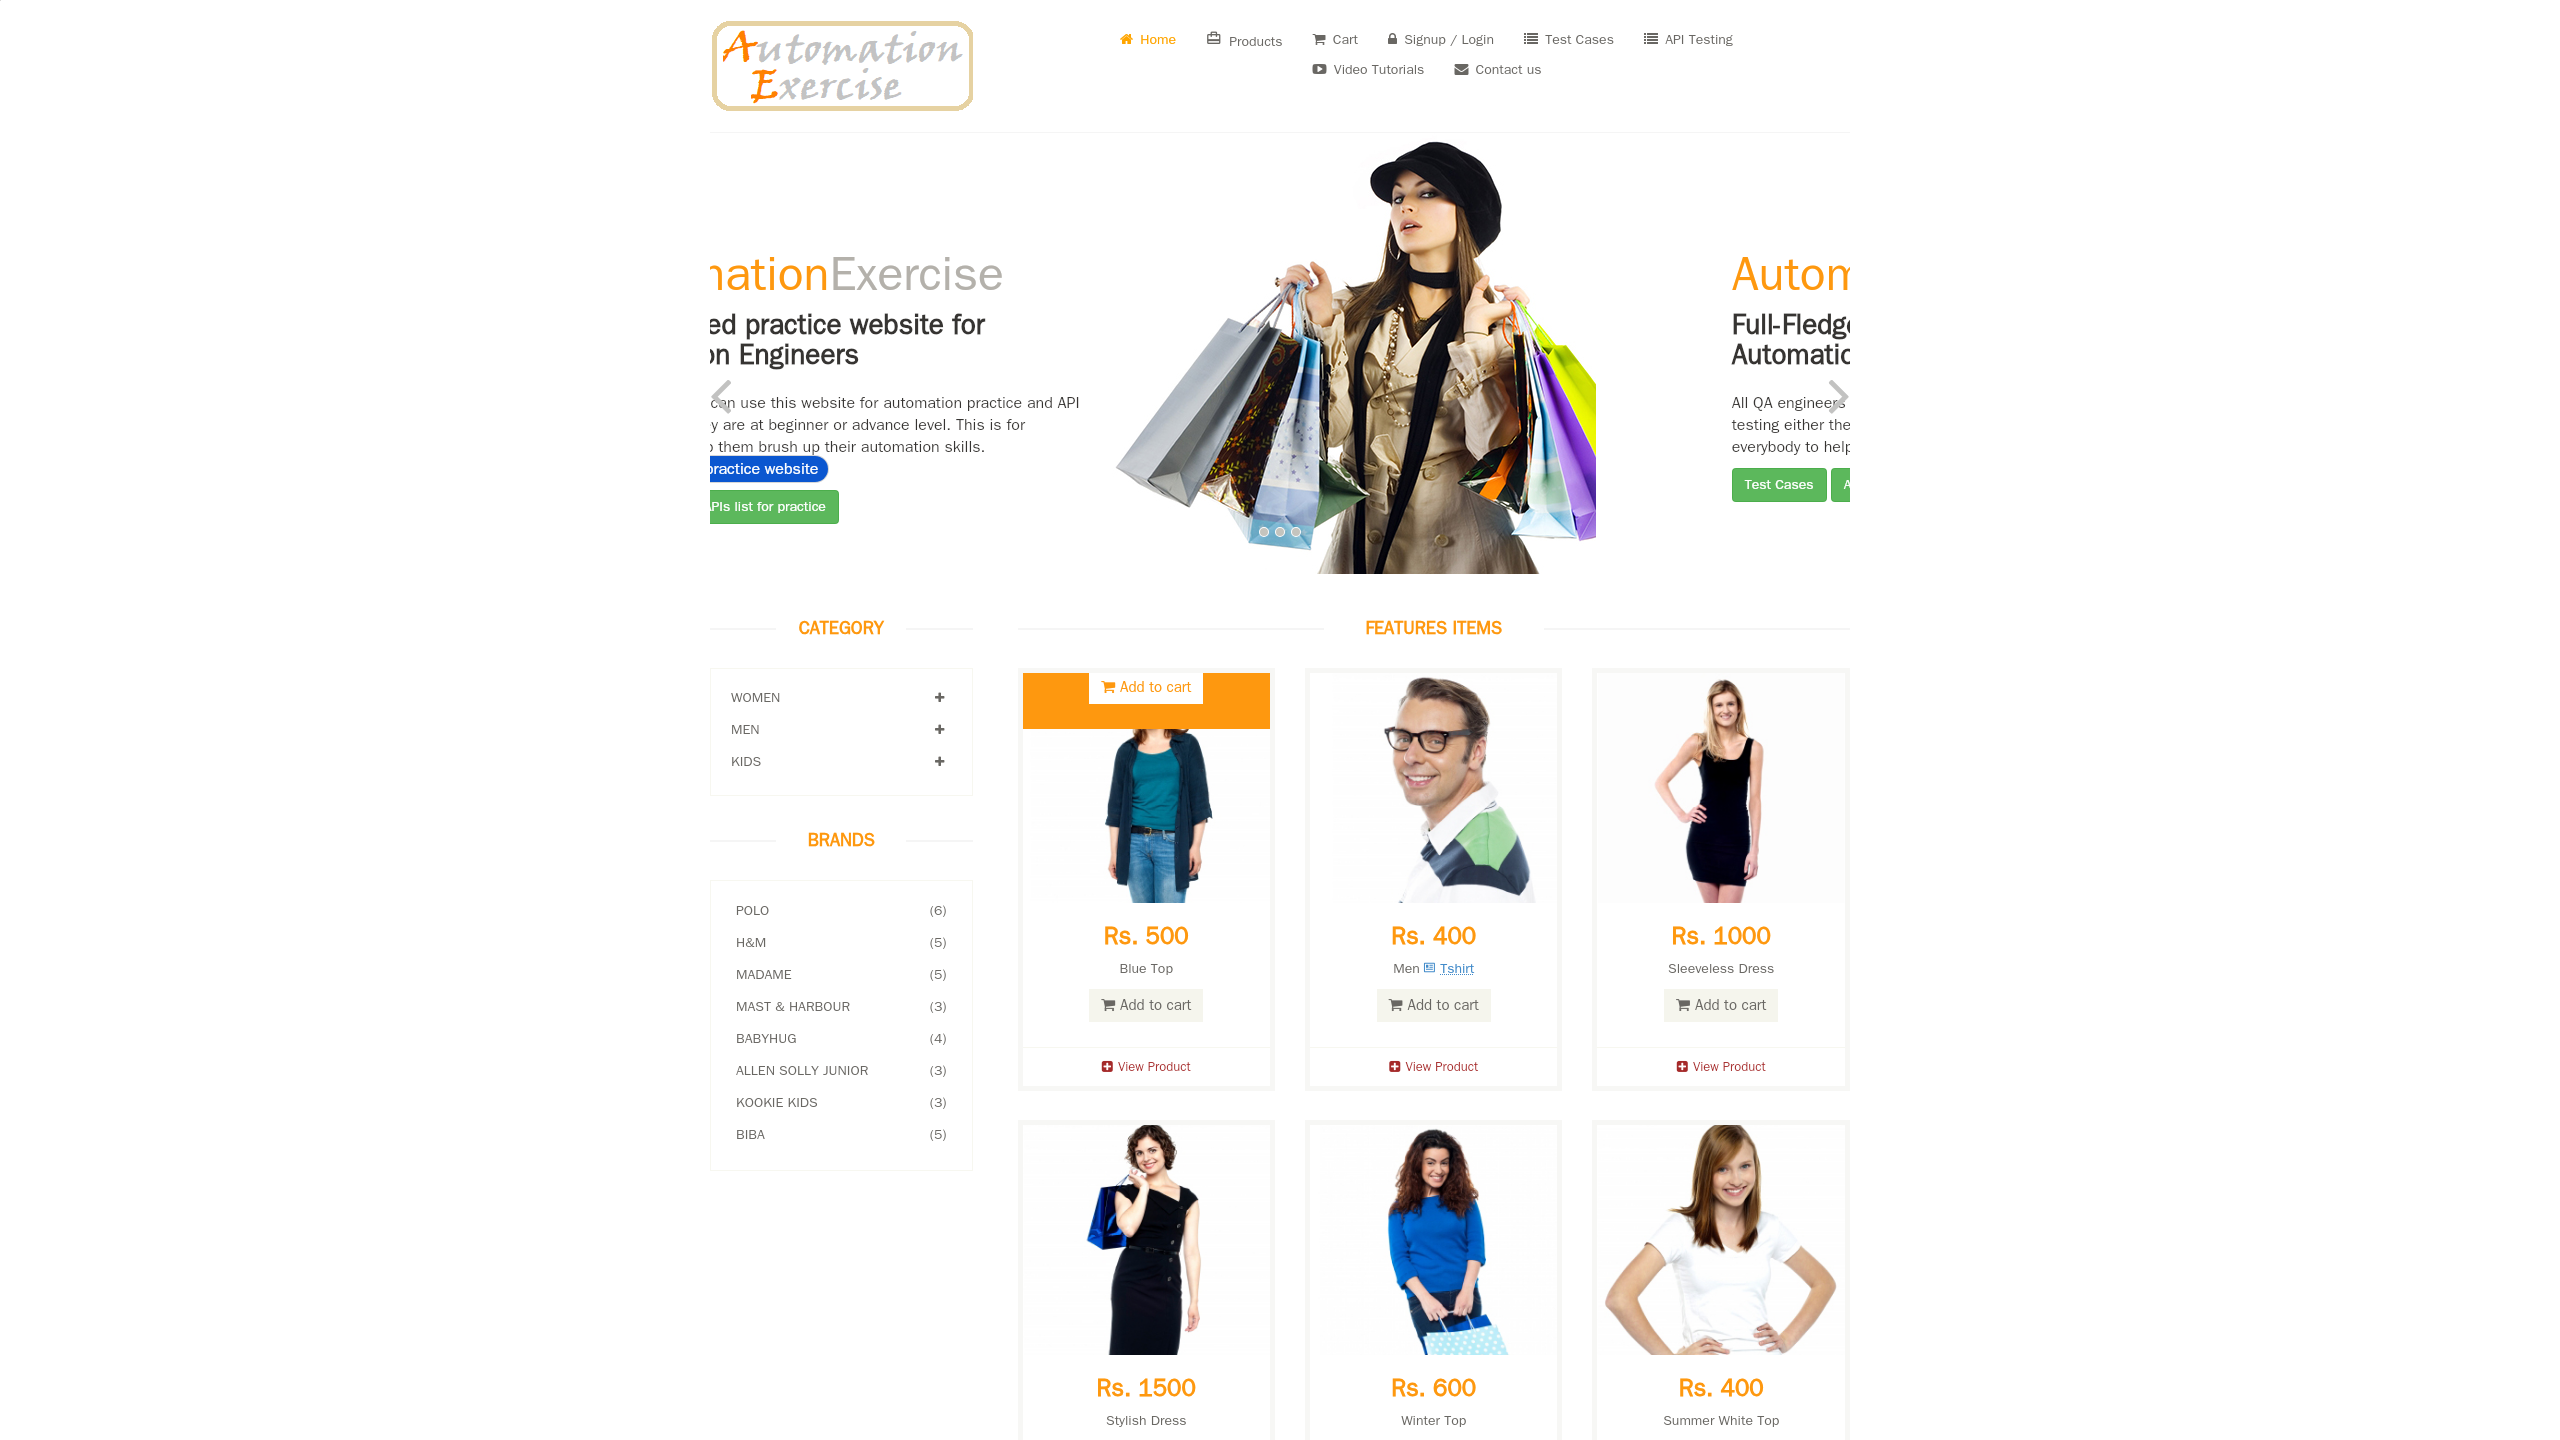 Automation
Exercise
Home
Products
Cart
Signup / Login
Test Cases
API Testing
Video Tutorials
Contact us
mationExercise
ed practice website for
on Engineers
can use this website for automation practice and API
y are at beginner or advance level. This is for
p them brush up their automation skills.
practice website
APIs list for practice
Autom
Full-Fledge
Automatic
All QA engineers
testing either the
everybody to help
Test Cases
A
CATEGORY
WOMEN
MEN
KIDS
BRANDS
POLO (6)
H&M (5)
MADAME (5)
MAST & HARBOUR (3)
BABYHUG (4)
ALLEN SOLLY JUNIOR (3)
KOOKIE KIDS (3)
BIBA (5)
FEATURES ITEMS
Add to cart
Rs. 500
Blue Top
Add to cart
View Product
Rs. 400
Men Tshirt
Add to cart
View Product
Rs. 1000
Sleeveless Dress
Add to cart
View Product
Rs. 1500
Stylish Dress
Rs. 600
Winter Top
Rs. 400
Summer White Top